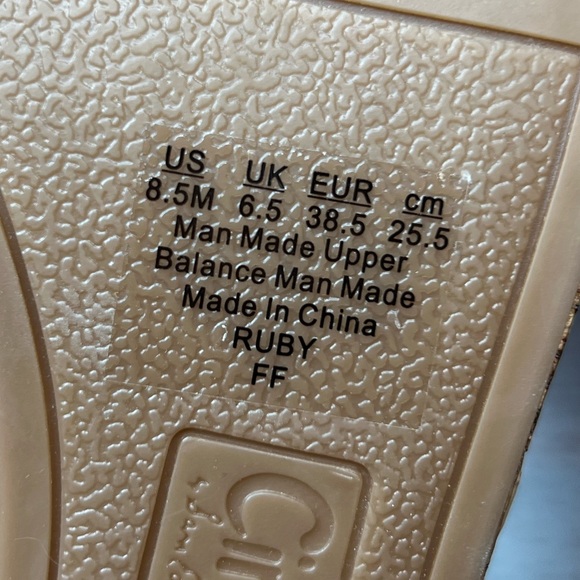 US UK EUR cm
8.5M 6.5 38.5 25.5
Man Made Upper
Balance Man Made
Made In China
RUBY
FF